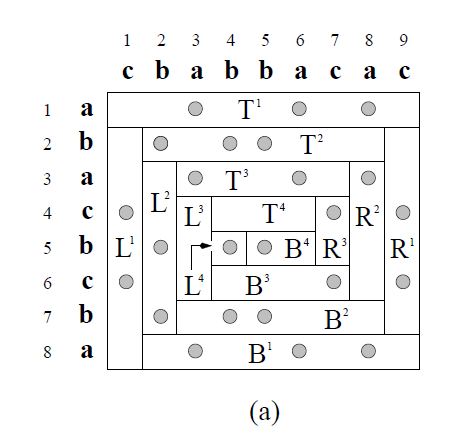 1 2 3 4 5 6 7 8 9
c b a b b a c a c
1 a T¹
2 b T²
3 a T³
4 c L² L³ T⁴ R²
5 b L¹ B⁴ R³ R¹
6 c L⁴ B³
7 b B²
8 a B¹
(a)